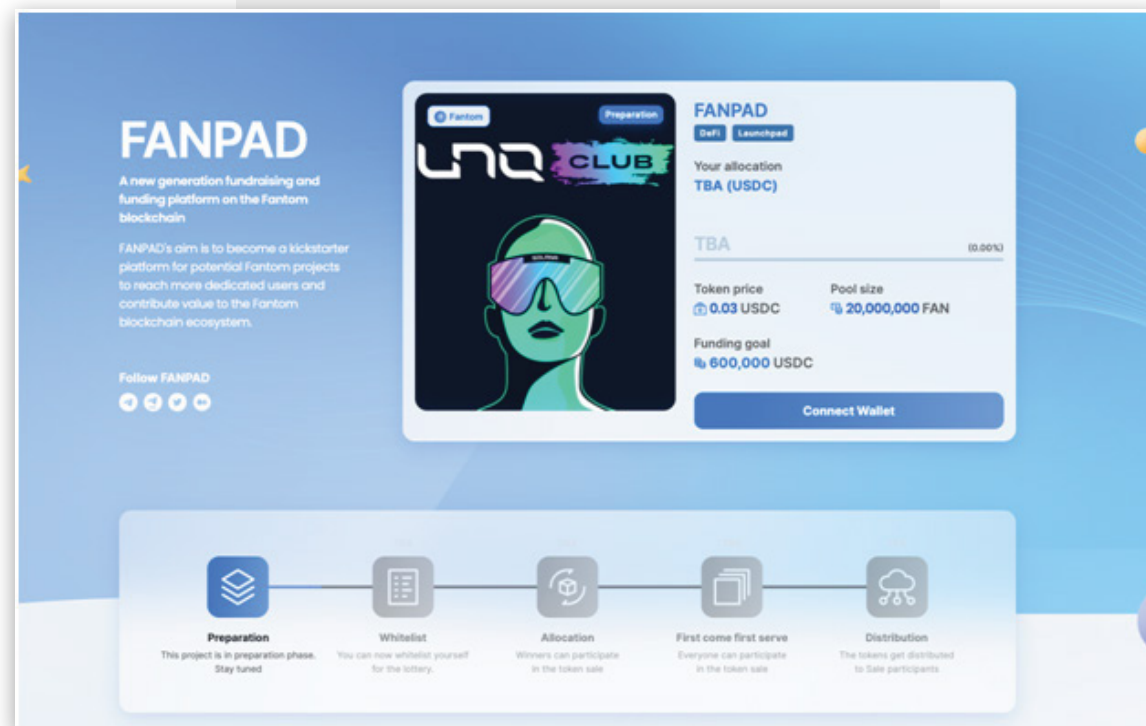 FANPAD
A new generation fundraising and
funding platform on the Fantom
blockchain
FANPAD's aim is to become a kickstarter
platform for potential Fantom projects
to reach more dedicated users and
contribute value to the Fantom
blockchain ecosystem.
Follow FANPAD
Fantom
Preparation
UNQ CLUB
FANPAD
DeFi Launchpad
Your allocation
TBA (USDC)
TBA (0.00%)
Token price Pool size
0.03 USDC 20,000,000 FAN
Funding goal
600,000 USDC
Connect Wallet
Preparation
This project is in preparation phase.
Stay tuned
Whitelist
You can now whitelist yourself
for the lottery.
Allocation
Winners can participate
in the token sale
First come first serve
Everyone can participate
in the token sale
Distribution
The tokens get distributed
to Sale participants